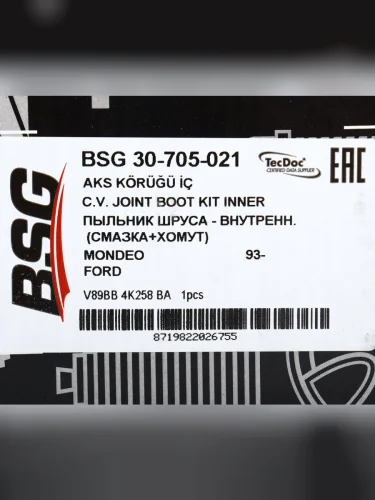 BSG
BSG 30-705-021
TecDoc
CERTIFIED DATA SUPPLIER
EAC
AKS KÖRÜĞÜ İÇ
C.V. JOINT BOOT KIT INNER
ПЫЛЬНИК ШРУСА - ВНУТРЕНН.
(СМАЗКА+ХОМУТ)
MONDEO 93-
FORD
V89BB 4K258 BA 1pcs
8719822026755